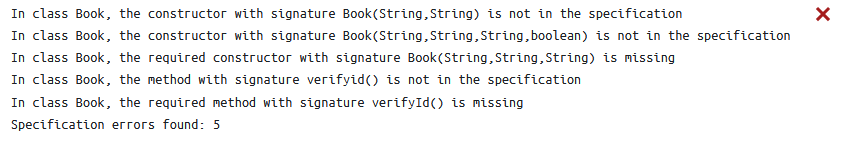 In class Book, the constructor with signature Book(String,String) is not in the specification
In class Book, the constructor with signature Book(String,String,String,boolean) is not in the specification
In class Book, the required constructor with signature Book(String,String,String) is missing
In class Book, the method with signature verifyid() is not in the specification
In class Book, the required method with signature verifyId() is missing
Specification errors found: 5